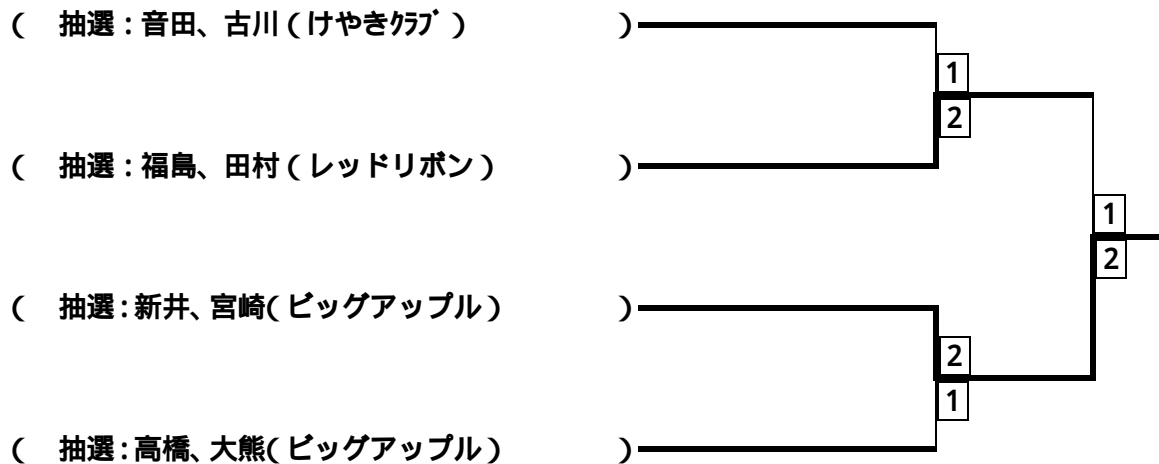 ( 抽選：音田、古川（けやきｸﾗﾌﾞ） )
1
2
( 抽選：福島、田村（レッドリボン） )
1
2
( 抽選：新井、宮崎(ビッグアップル） )
2
1
( 抽選：高橋、大熊(ビッグアップル） )